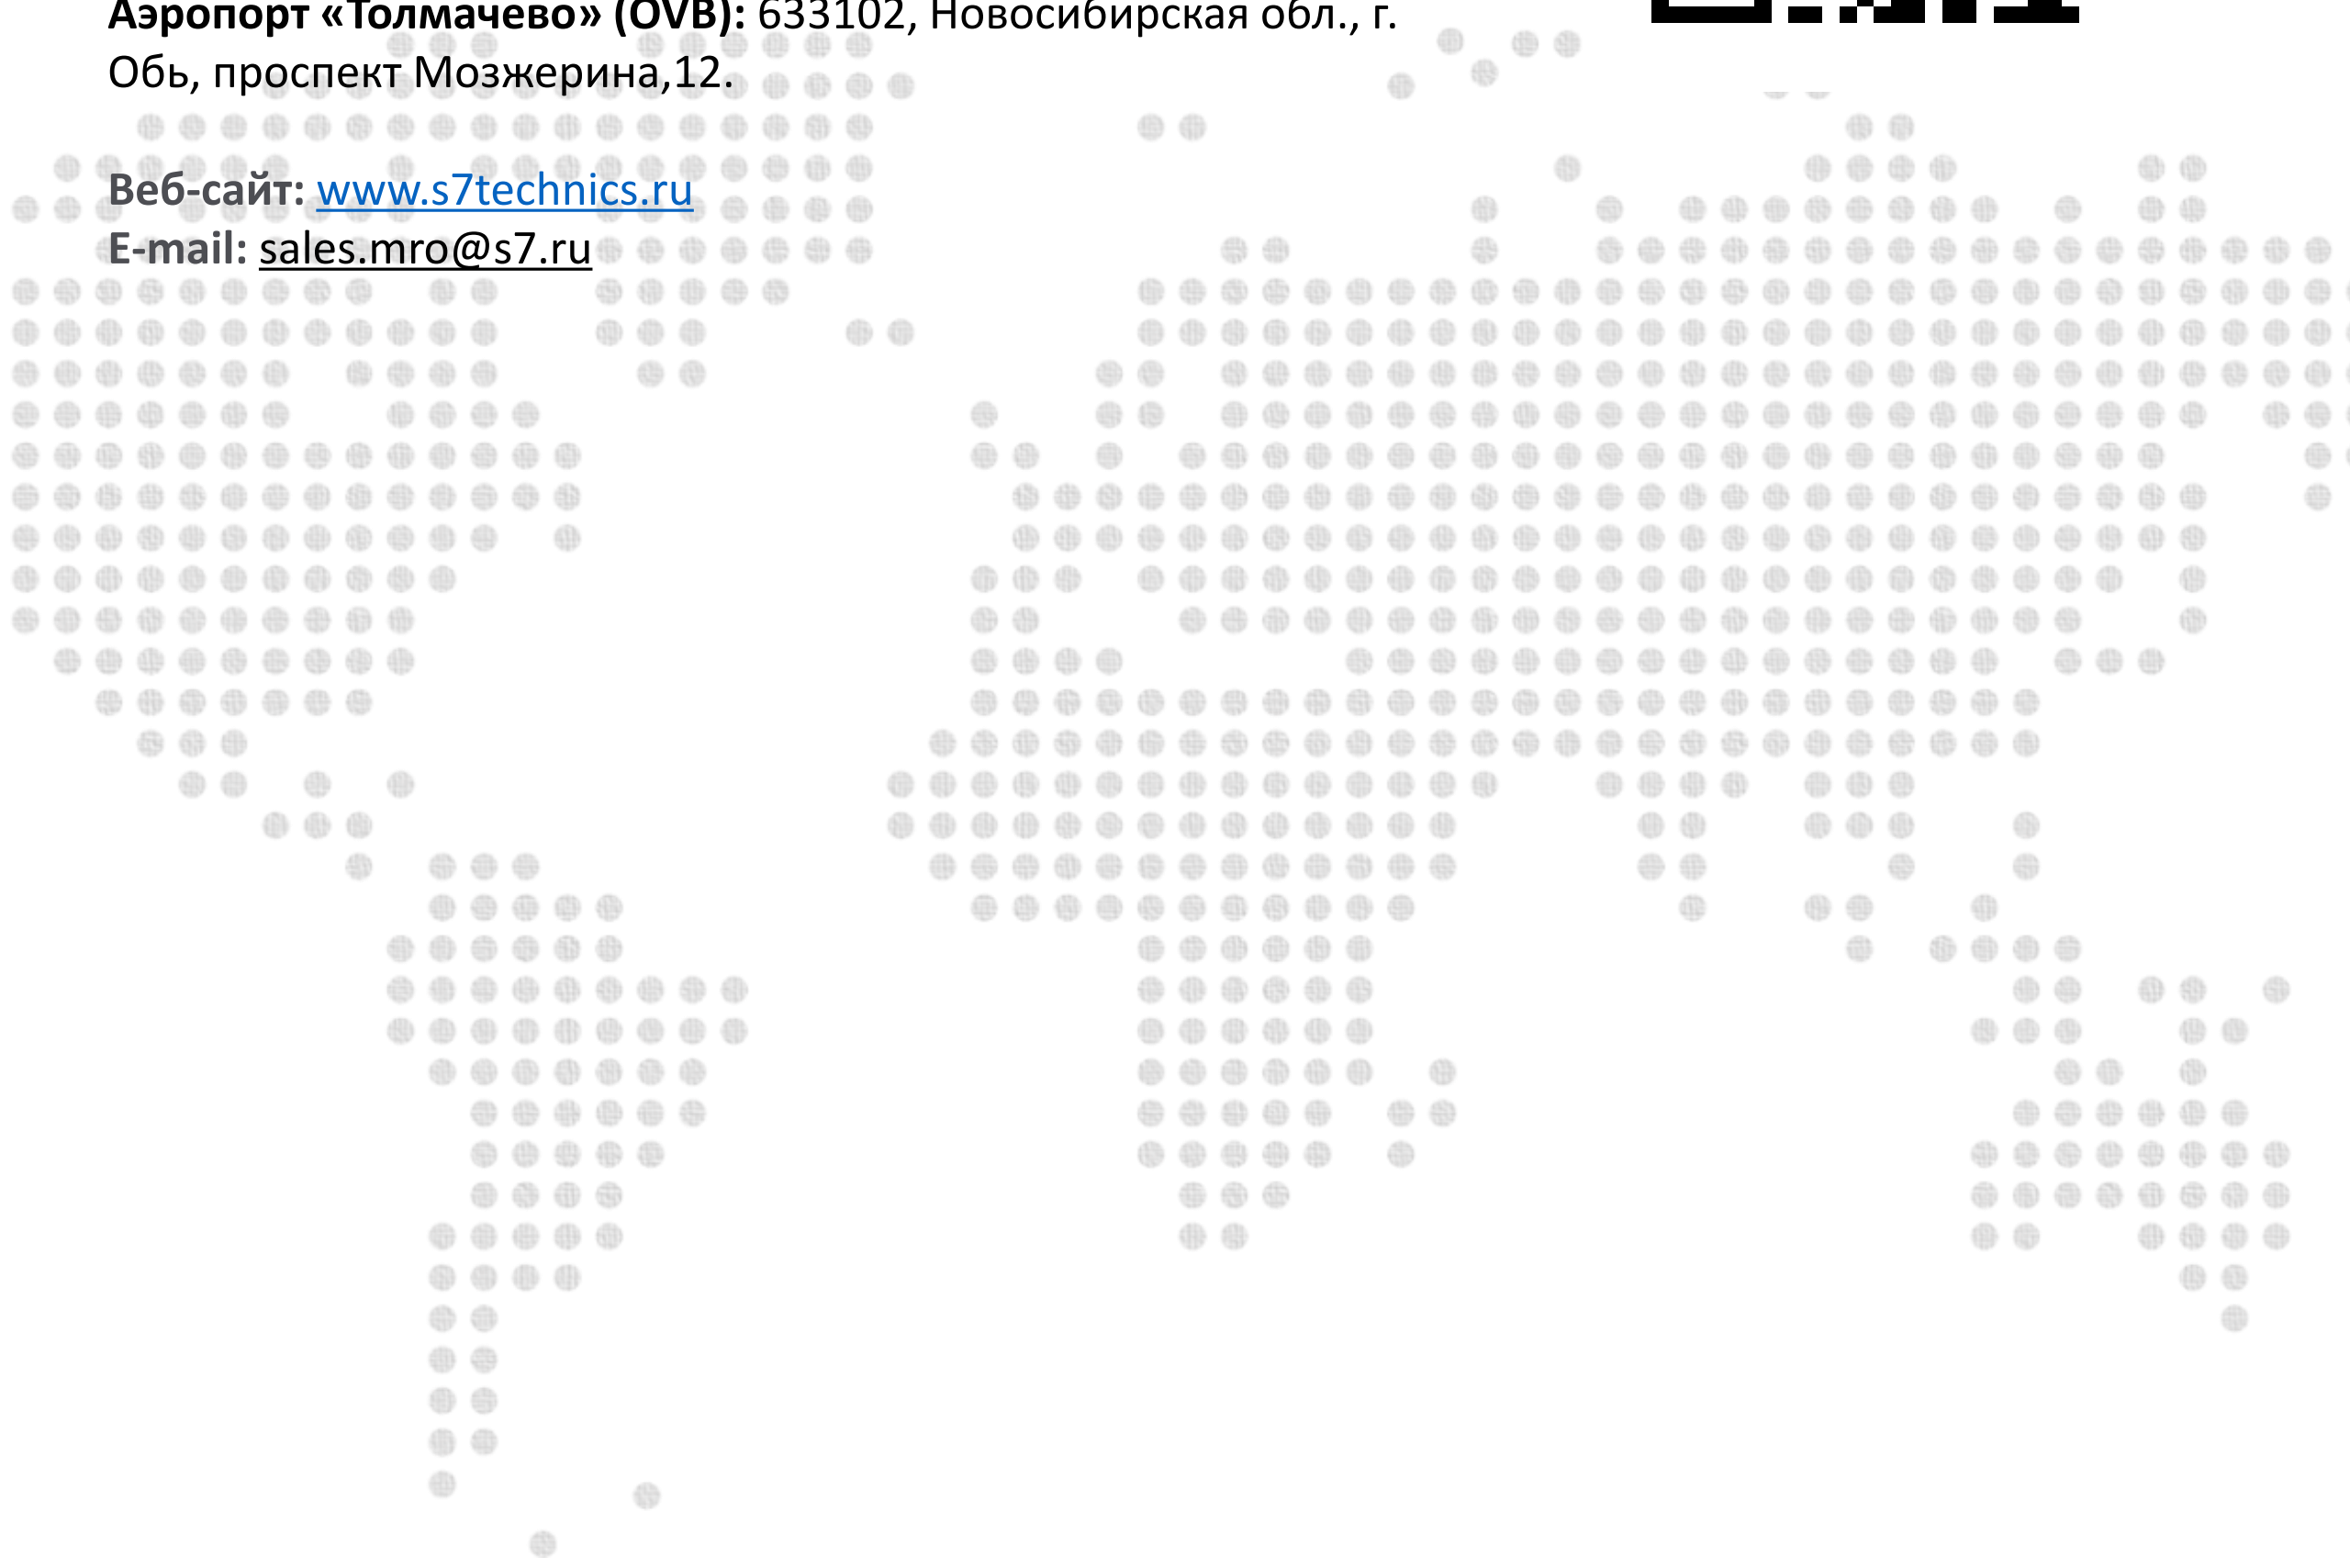 Аэропорт «Толмачево» (OVB): 633102, Новосибирская обл., г.
Обь, проспект Мозжерина,12.
Веб-сайт: www.s7technics.ru
E-mail: sales.mro@s7.ru